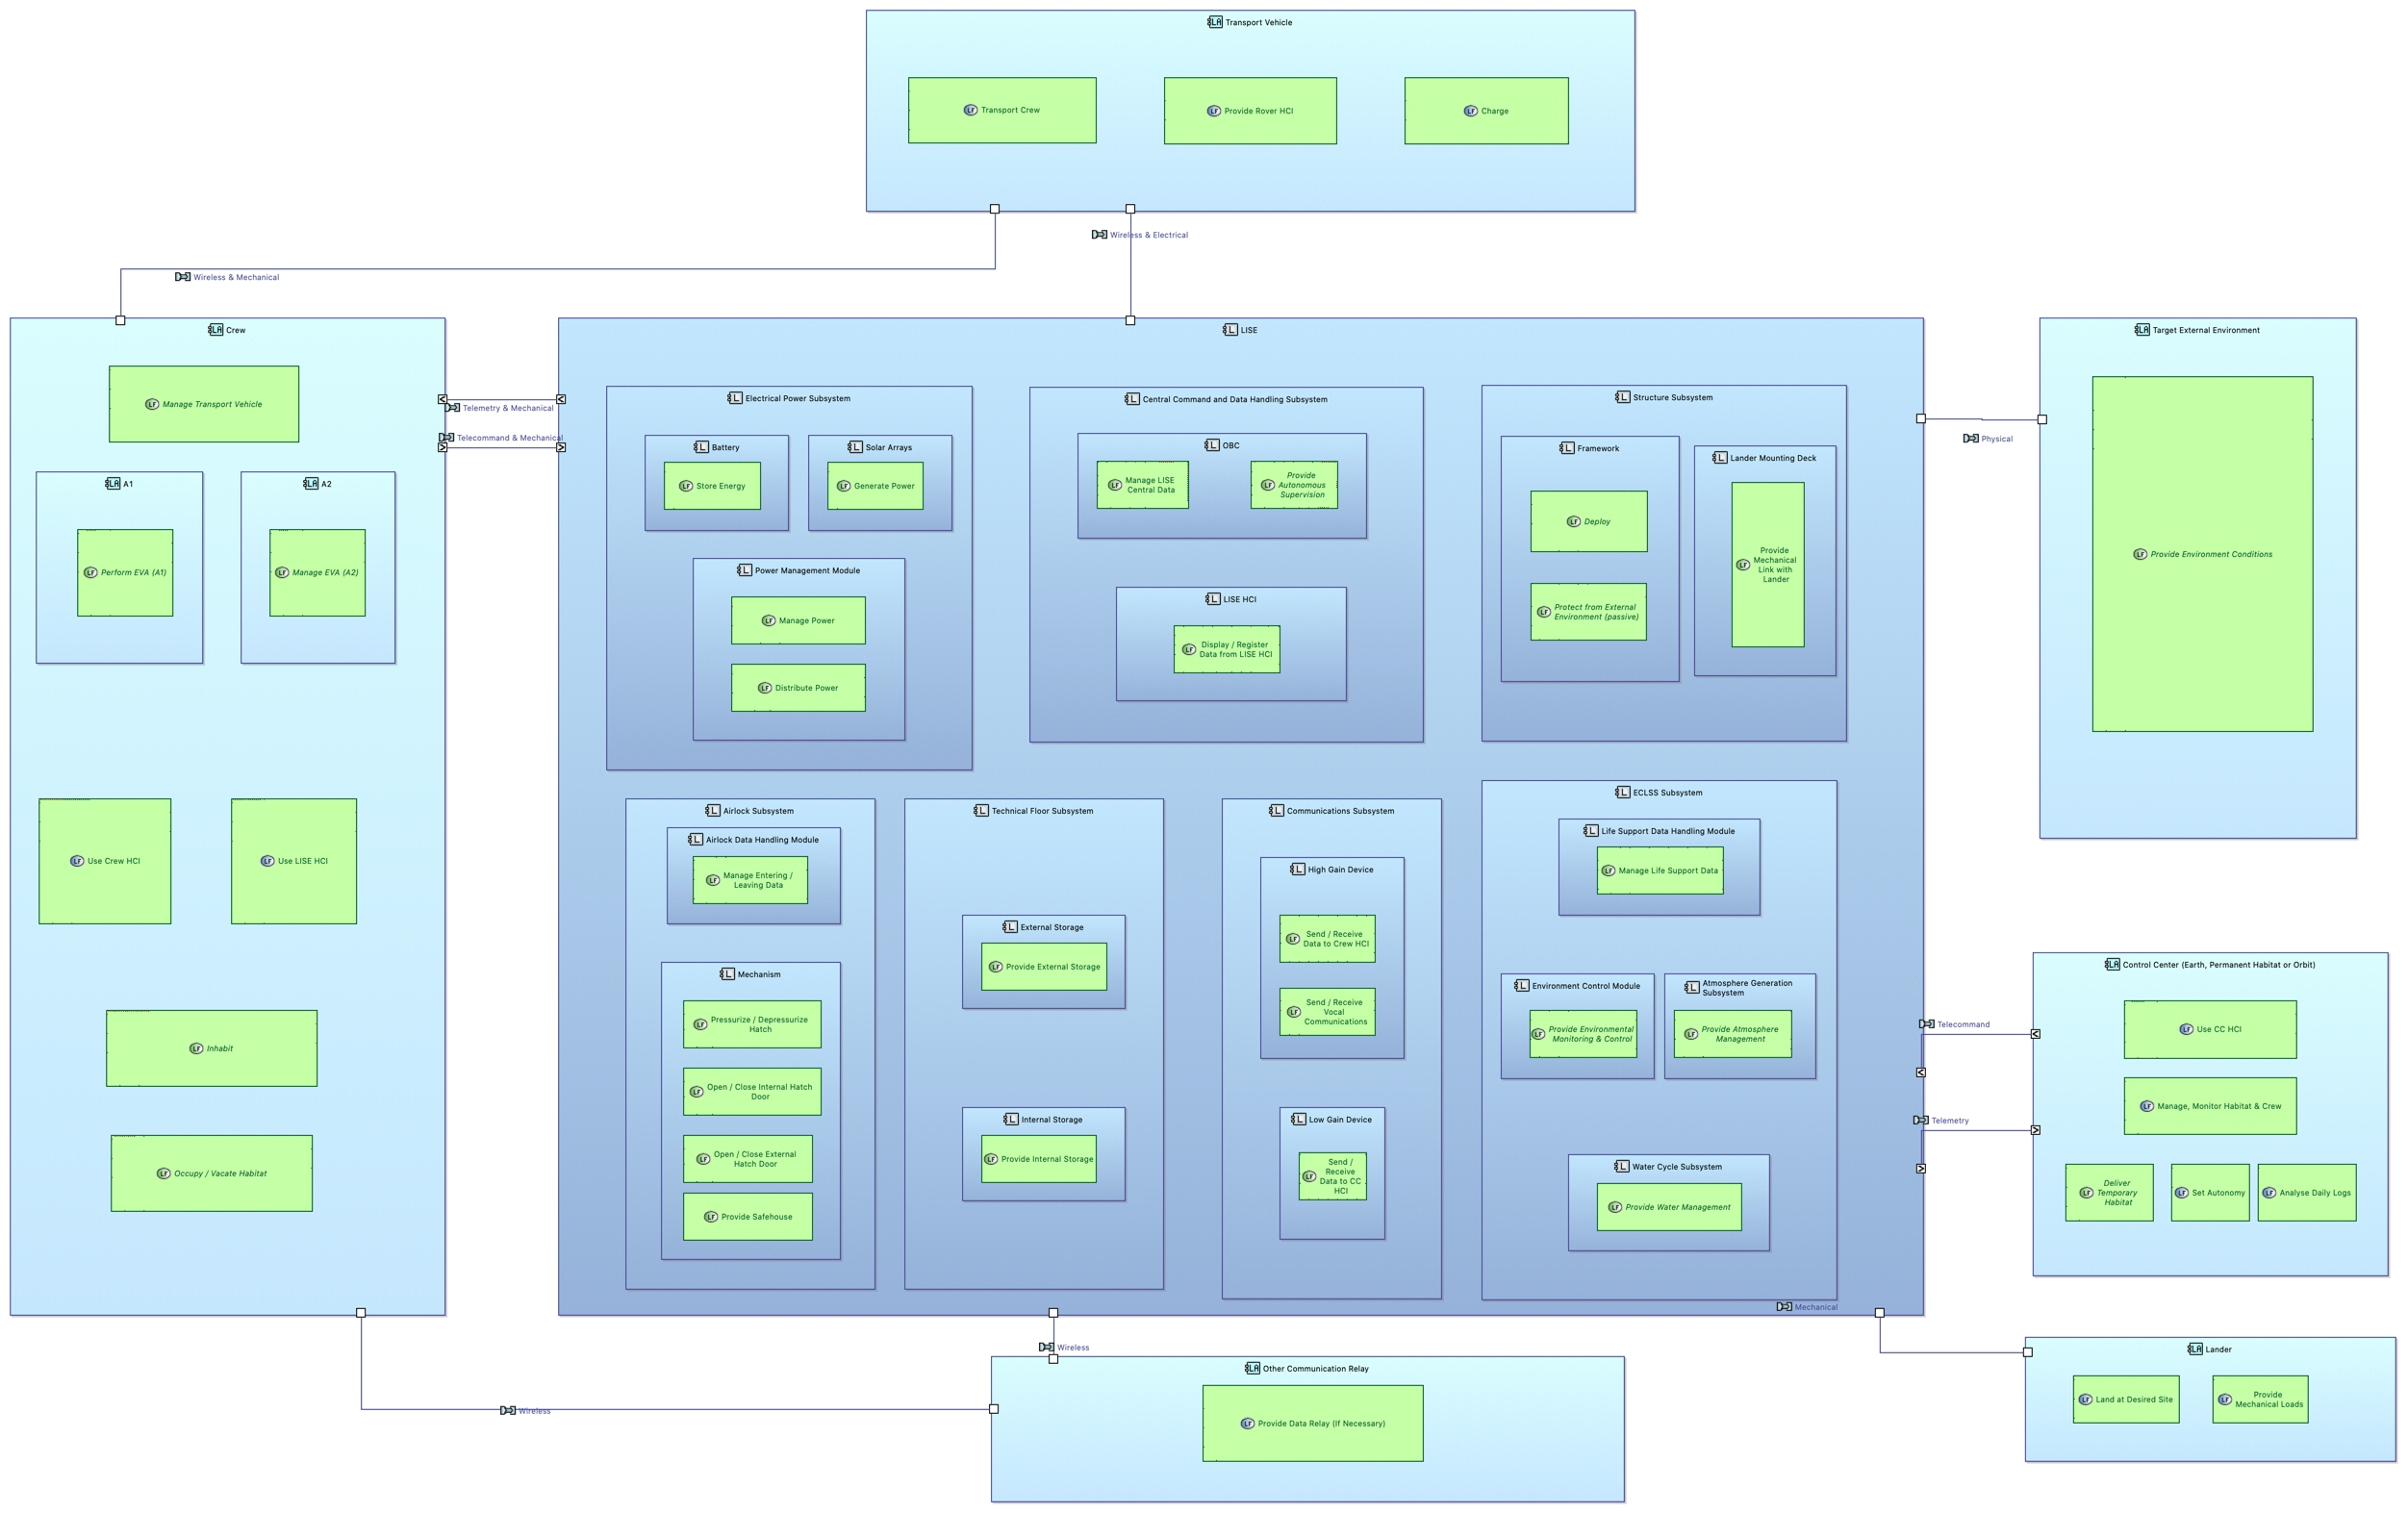 Transport Vehicle
Transport Crew
Provide Rover HCI
Charge
Wireless & Electrical
Wireless & Mechanical
Crew
Manage Transport Vehicle
A1
Perform EVA (A1)
A2
Manage EVA (A2)
Use Crew HCI
Use LISE HCI
Inhabit
Occupy / Vacate Habitat
Telemetry & Mechanical
Telecommand & Mechanical
LISE
Electrical Power Subsystem
Battery
Store Energy
Solar Arrays
Generate Power
Power Management Module
Manage Power
Distribute Power
Central Command and Data Handling Subsystem
OBC
Manage LISE
Central Data
Provide
Autonomous
Supervision
LISE HCI
Display / Register
Data from LISE HCI
Structure Subsystem
Framework
Deploy
Protect from External
Environment (passive)
Lander Mounting Deck
Provide
Mechanical
Link with
Lander
Airlock Subsystem
Airlock Data Handling Module
Manage Entering /
Leaving Data
Mechanism
Pressurize / Depressurize
Hatch
Open / Close Internal Hatch
Door
Open / Close External
Hatch Door
Provide Safehouse
Technical Floor Subsystem
External Storage
Provide External Storage
Internal Storage
Provide Internal Storage
Communications Subsystem
High Gain Device
Send / Receive
Data to Crew HCI
Send / Receive
Vocal
Communications
Low Gain Device
Send /
Receive
Data to CC
HCI
ECLSS Subsystem
Life Support Data Handling Module
Manage Life Support Data
Environment Control Module
Provide Environmental
Monitoring & Control
Atmosphere Generation
Subsystem
Provide Atmosphere
Management
Water Cycle Subsystem
Provide Water Management
Physical
Target External Environment
Provide Environment Conditions
Telecommand
Telemetry
Control Center (Earth, Permanent Habitat or Orbit)
Use CC HCI
Manage, Monitor Habitat & Crew
Deliver
Temporary
Habitat
Set Autonomy
Analyse Daily Logs
Mechanical
Lander
Land at Desired Site
Provide
Mechanical Loads
Wireless
Wireless
Other Communication Relay
Provide Data Relay (If Necessary)